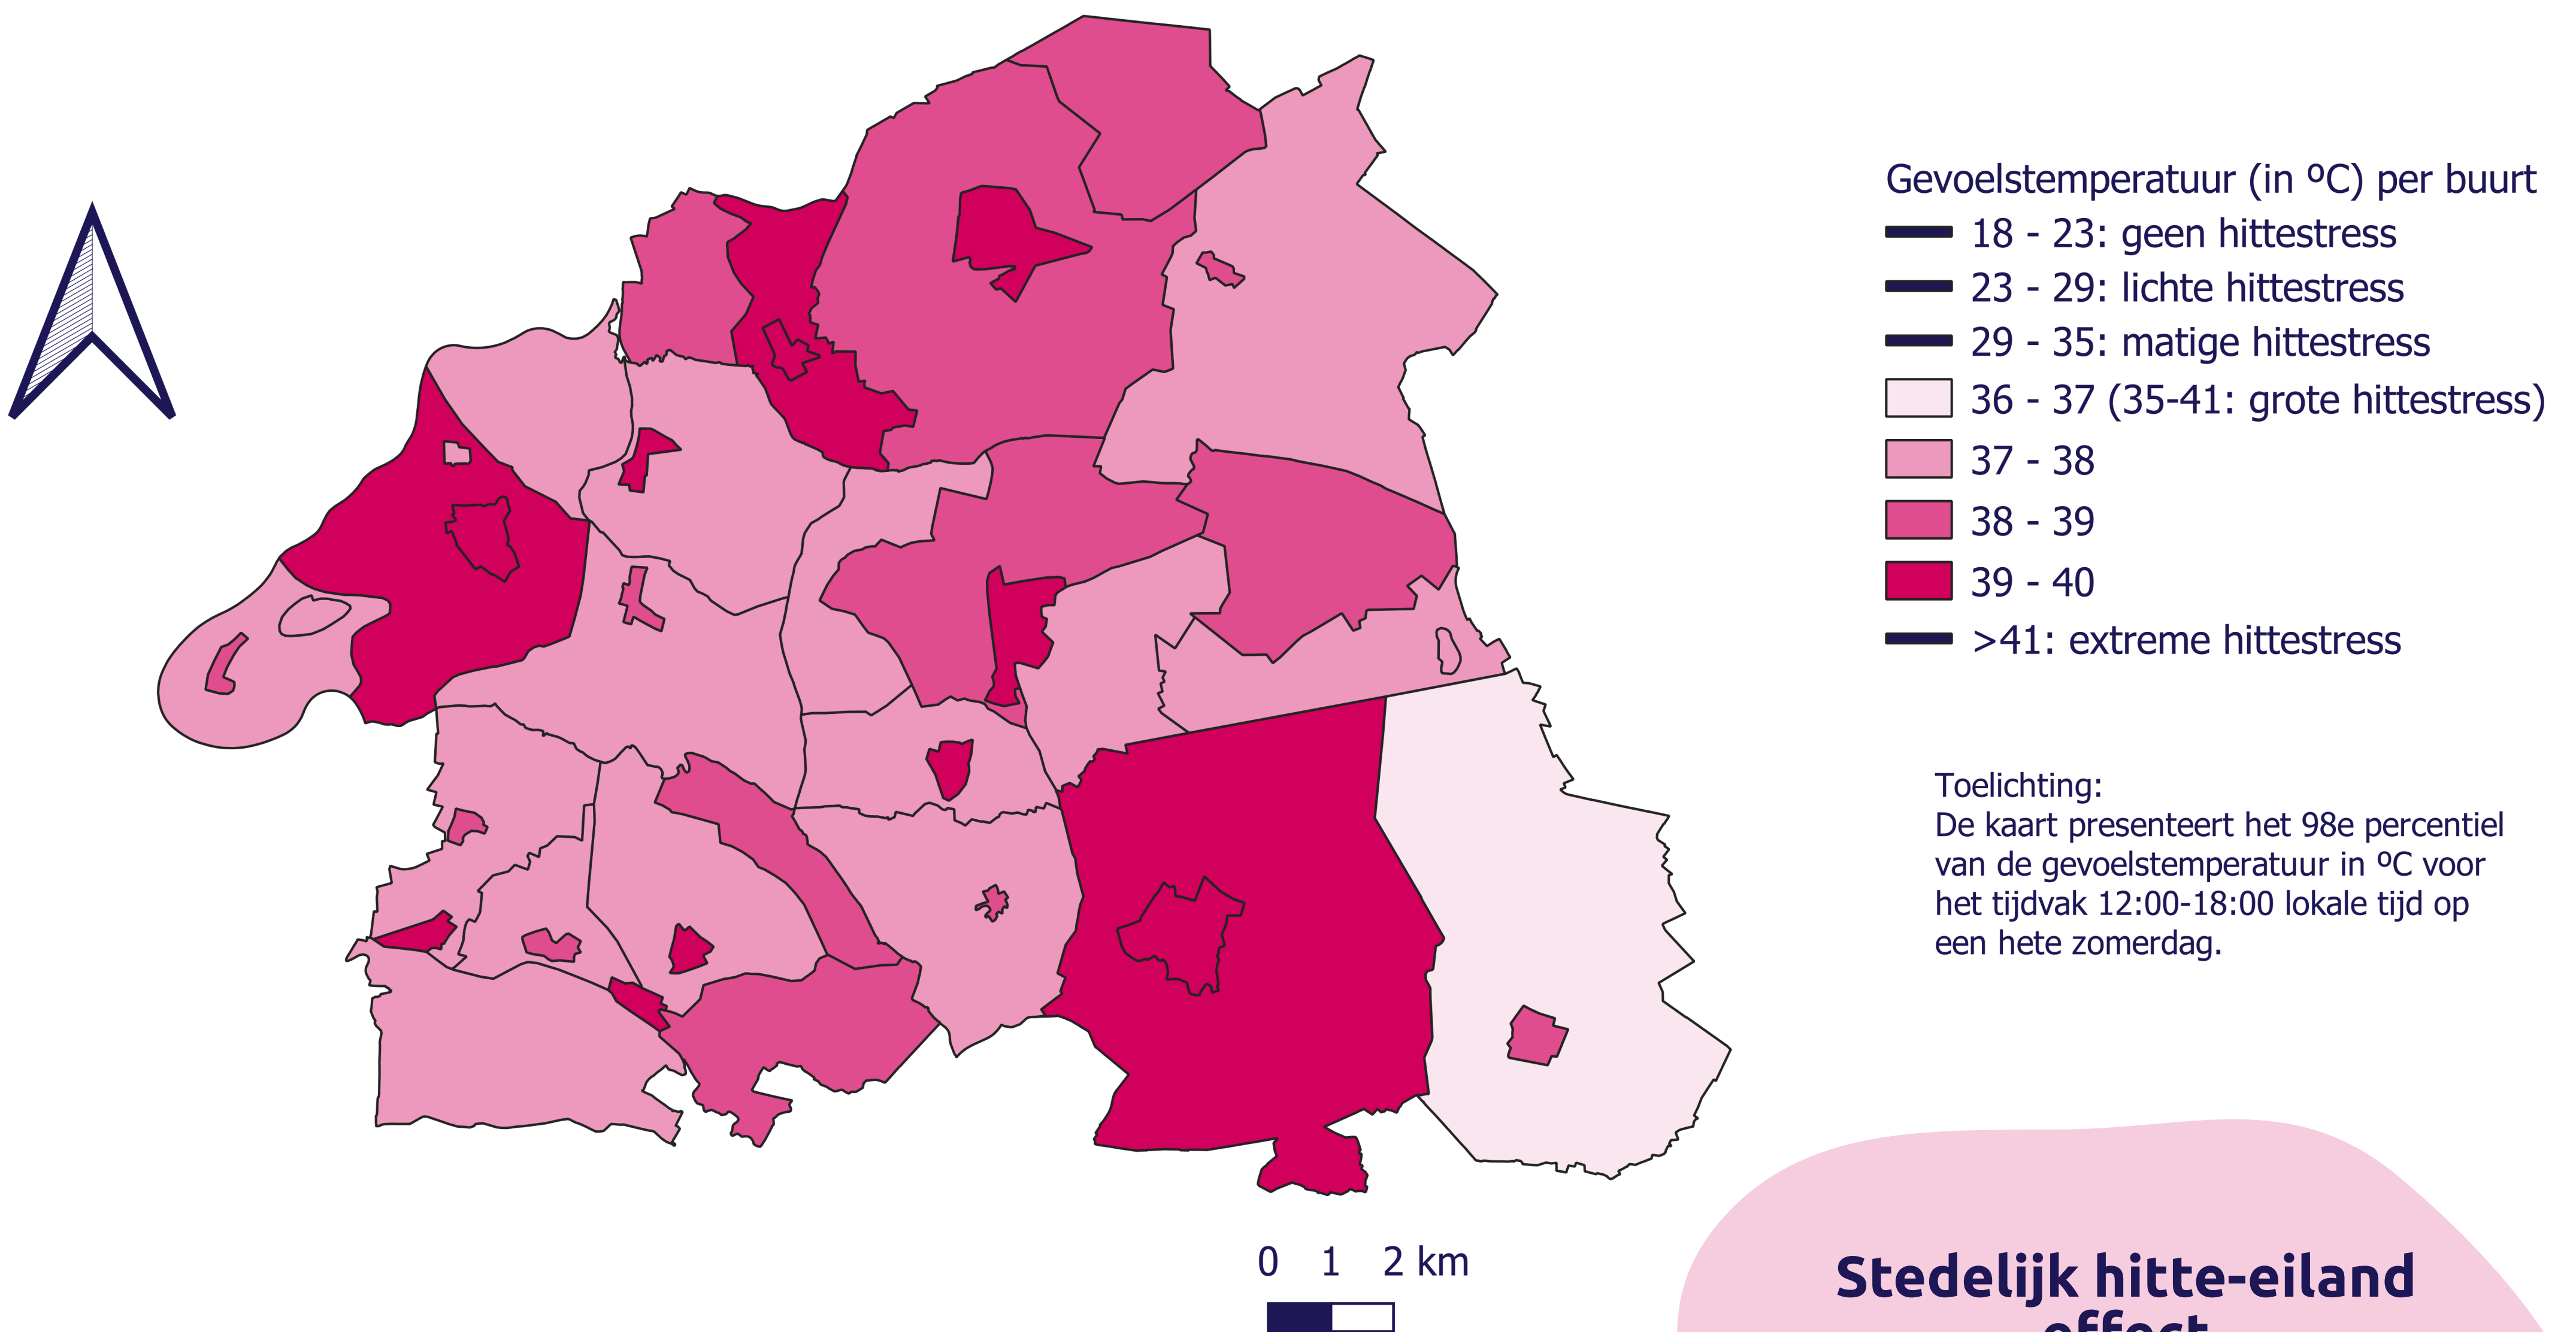 Gevoelstemperatuur (in ºC) per buurt
18 - 23: geen hittestress
23 - 29: lichte hittestress
29 - 35: matige hittestress
36 - 37 (35-41: grote hittestress)
37 - 38
38 - 39
39 - 40
>41: extreme hittestress
Toelichting:
De kaart presenteert het 98e percentiel
van de gevoelstemperatuur in ºC voor
het tijdvak 12:00-18:00 lokale tijd op
een hete zomerdag.
0 1 2 km
Stedelijk hitte-eiland
effect